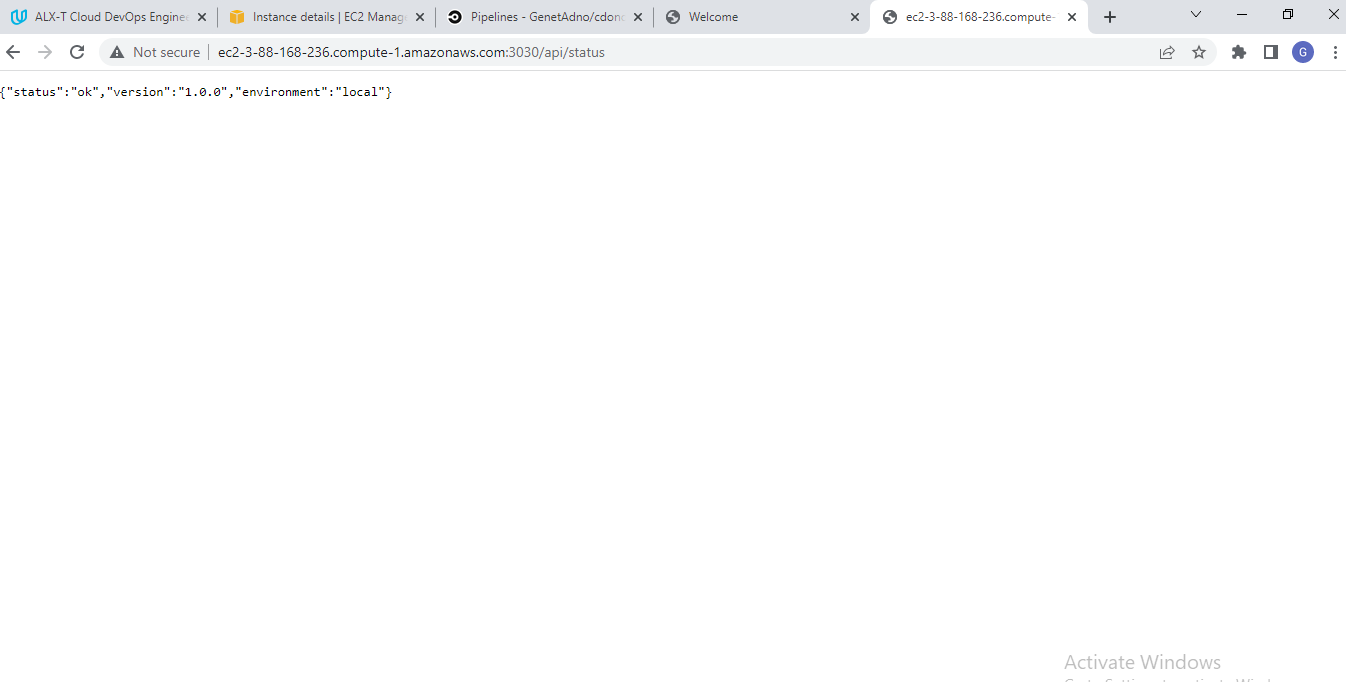 ALX-T Cloud DevOps Enginee
Instance details | EC2 Manag
Pipelines - GenetAdno/cdond
Welcome
ec2-3-88-168-236.compute-
Not secure
ec2-3-88-168-236.compute-1.amazonaws.com:3030/api/status
G
{"status":"ok","version":"1.0.0","environment":"local"}
Activate Windows